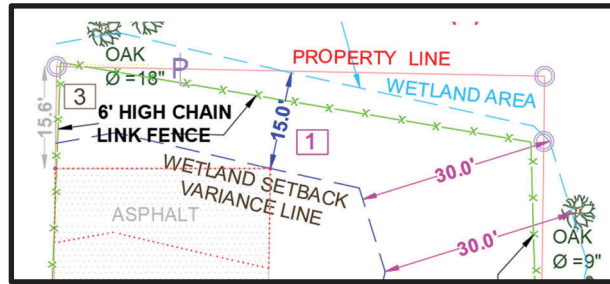 OAK
Ø =18"
P
PROPERTY LINE
WETLAND AREA
3
6' HIGH CHAIN
LINK FENCE
15.6'
15.0'
1
WETLAND SETBACK
VARIANCE LINE
30.0'
ASPHALT
30.0'
OAK
Ø =9"